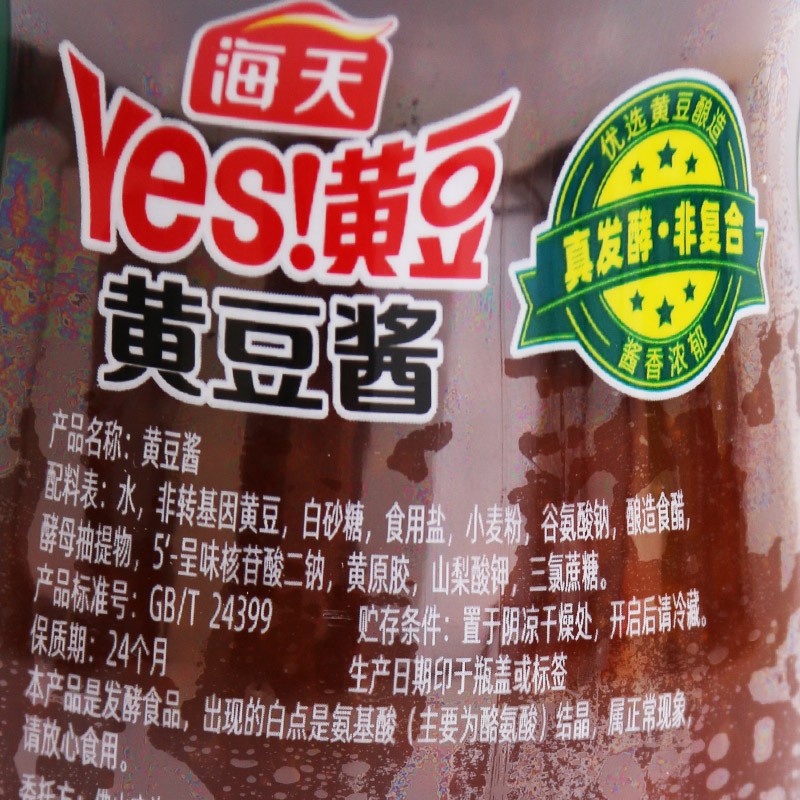 海天
Yes!黄豆
黄豆酱
优选黄豆酿造
真发酵·非复合
酱香浓郁
产品名称：黄豆酱
配料表：水，非转基因黄豆，白砂糖，食用盐，小麦粉，谷氨酸钠，酿造食醋，
酵母抽提物，5′-呈味核苷酸二钠，黄原胶，山梨酸钾，三氯蔗糖。
产品标准号：GB/T 24399
贮存条件：置于阴凉干燥处，开启后请冷藏。
保质期：24个月
生产日期印于瓶盖或标签
本产品是发酵食品，出现的白点是氨基酸（主要为酪氨酸）结晶，属正常现象，
请放心食用。
委托方：佛山